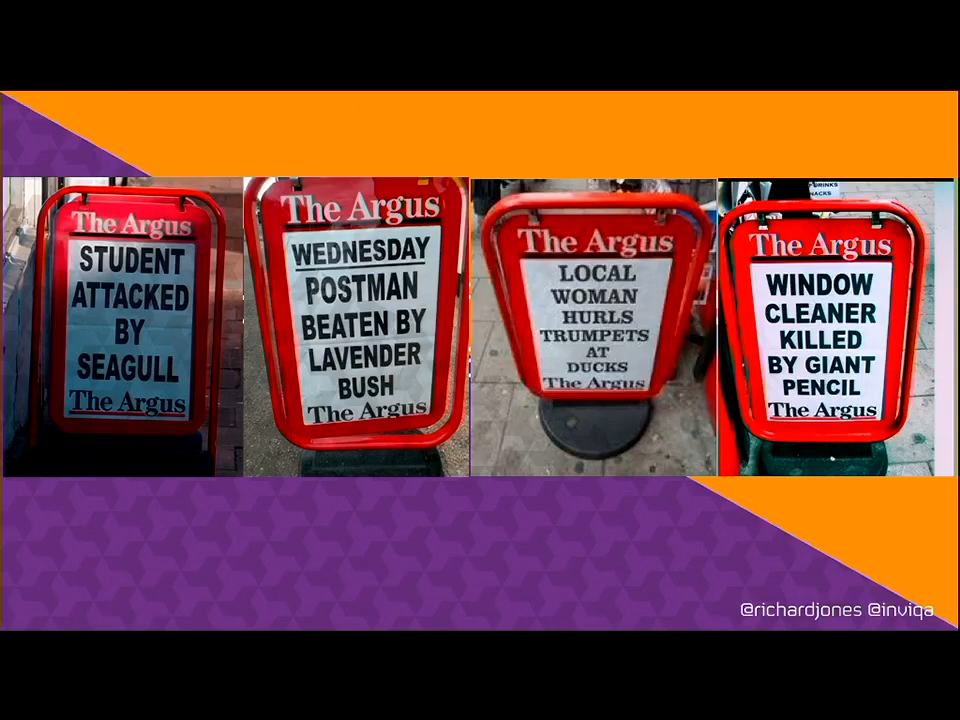 The Argus
STUDENT
ATTACKED
BY
SEAGULL
The Argus
The Argus
WEDNESDAY
POSTMAN
BEATEN BY
LAVENDER
BUSH
The Argus
The Argus
LOCAL
WOMAN
HURLS
TRUMPETS
AT
DUCKS
The Argus
DRINKS
The Argus
WINDOW
CLEANER
KILLED
BY GIANT
PENCIL
The Argus
@richardjones @inviqa